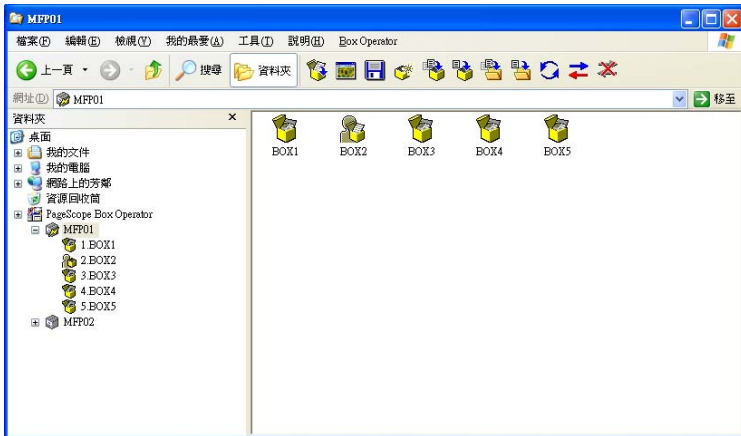 MFP01
檔案(F) 編輯(E) 檢視(V) 我的最愛(A) 工具(T) 說明(H) Box Operator
上一頁 搜尋 資料夾
網址(D) MFP01 移至
資料夾 ×
桌面
我的文件
我的電腦
網路上的芳鄰
資源回收筒
PageScope Box Operator
MFP01
1.BOX1
2.BOX2
3.BOX3
4.BOX4
5.BOX5
MFP02
BOX1 BOX2 BOX3 BOX4 BOX5